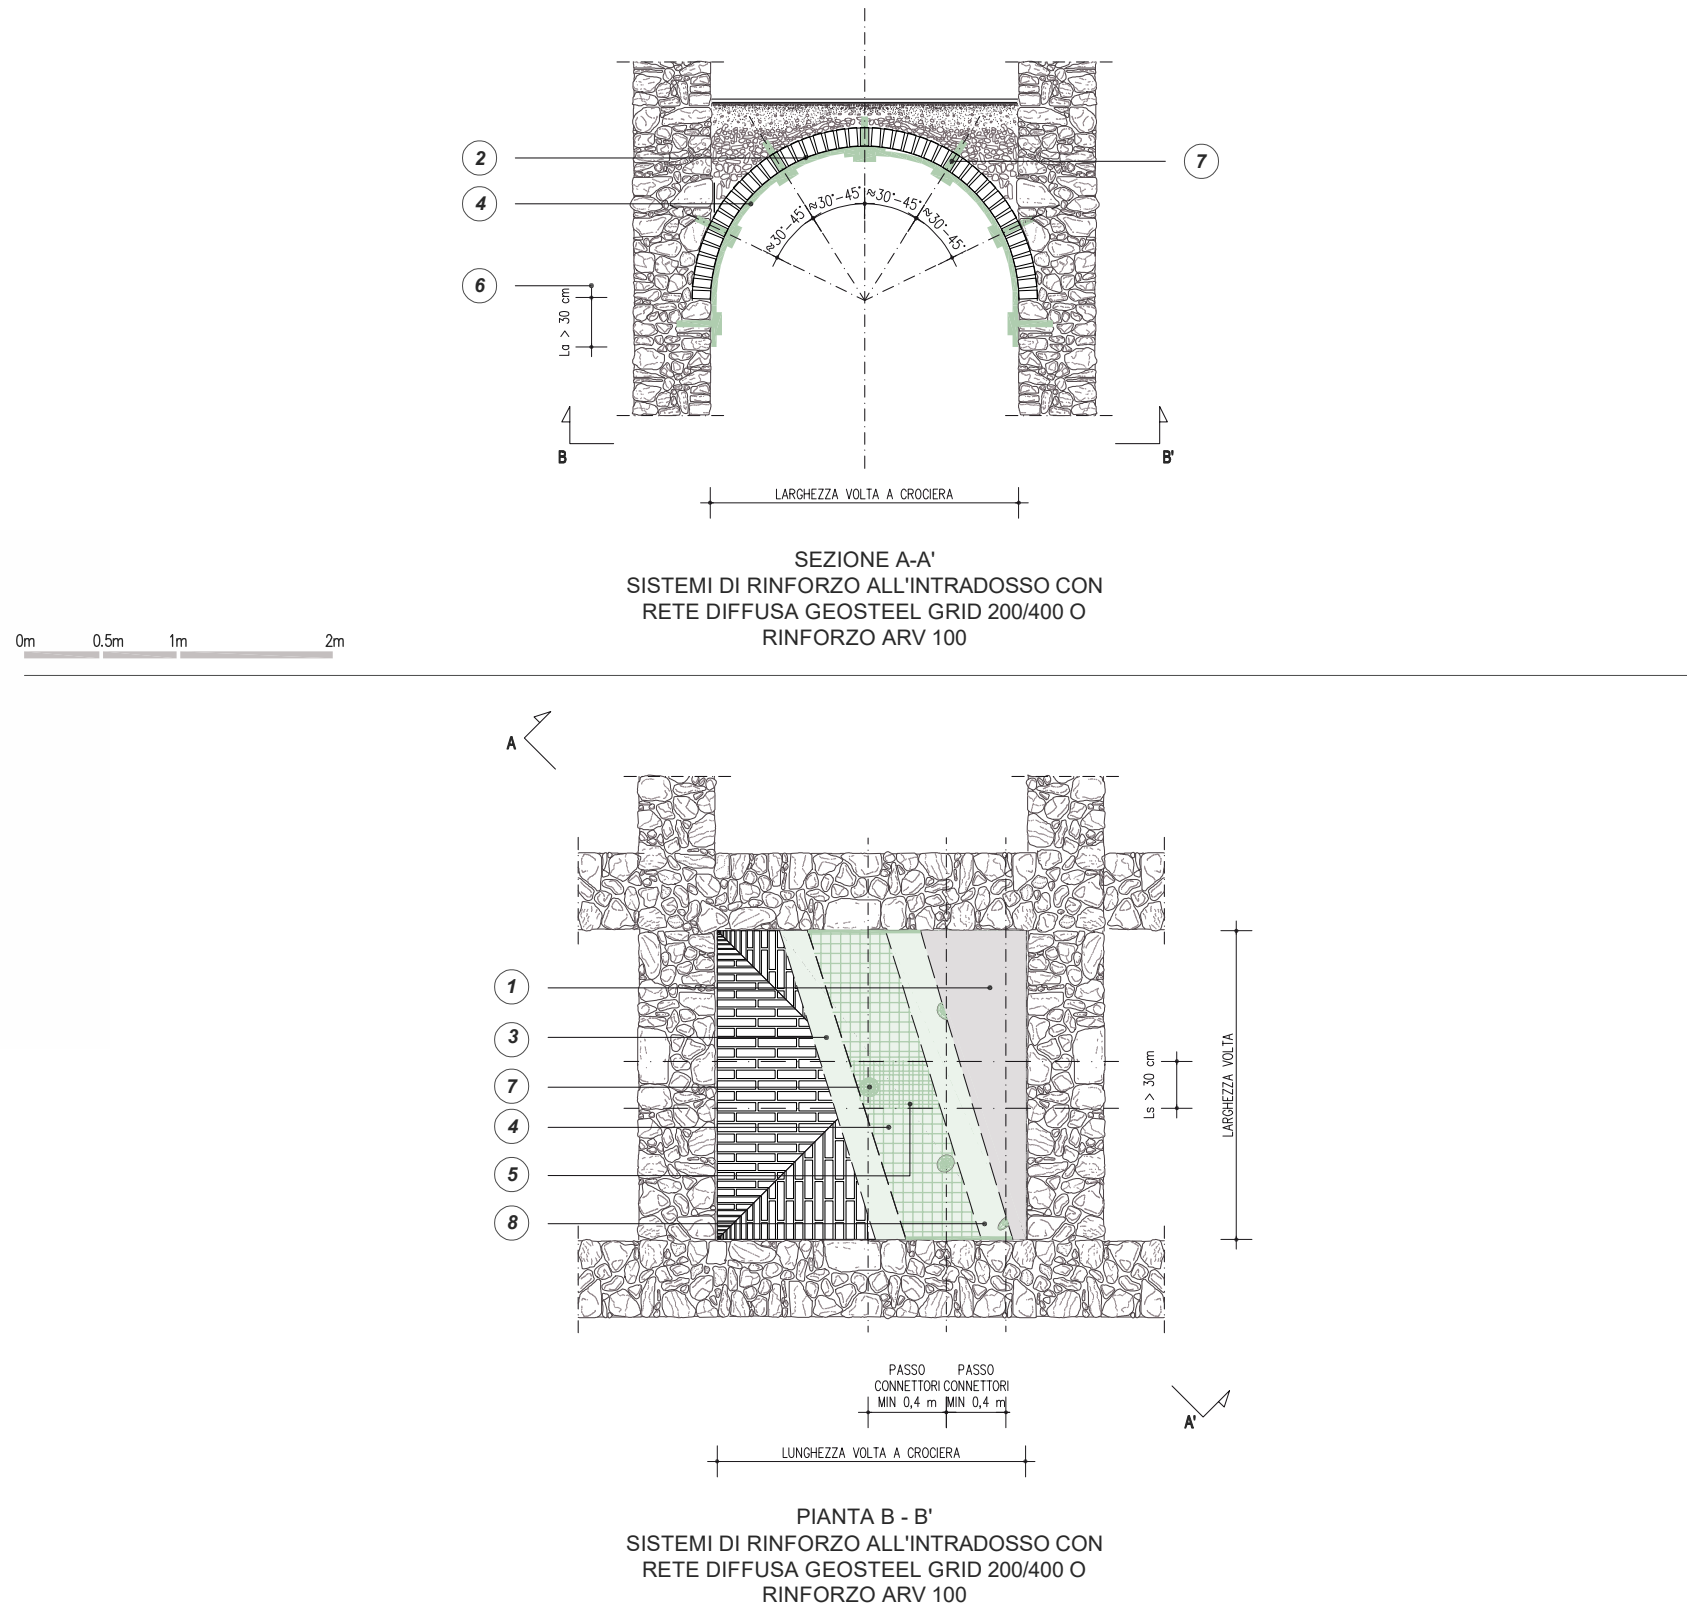 2
7
4
≈30°-45°
≈30°-45°
≈30°-45°
≈30°-45°
6
La > 30 cm
B
B'
LARGHEZZA VOLTA A CROCIERA
SEZIONE A-A'
SISTEMI DI RINFORZO ALL'INTRADOSSO CON
RETE DIFFUSA GEOSTEEL GRID 200/400 O
RINFORZO ARV 100
0m 0.5m 1m 2m
A
1
3
7
4
5
8
Ls > 30 cm
LARGHEZZA VOLTA
PASSO
CONNETTORI
MIN 0,4 m
PASSO
CONNETTORI
MIN 0,4 m
A'
LUNGHEZZA VOLTA A CROCIERA
PIANTA B - B'
SISTEMI DI RINFORZO ALL'INTRADOSSO CON
RETE DIFFUSA GEOSTEEL GRID 200/400 O
RINFORZO ARV 100